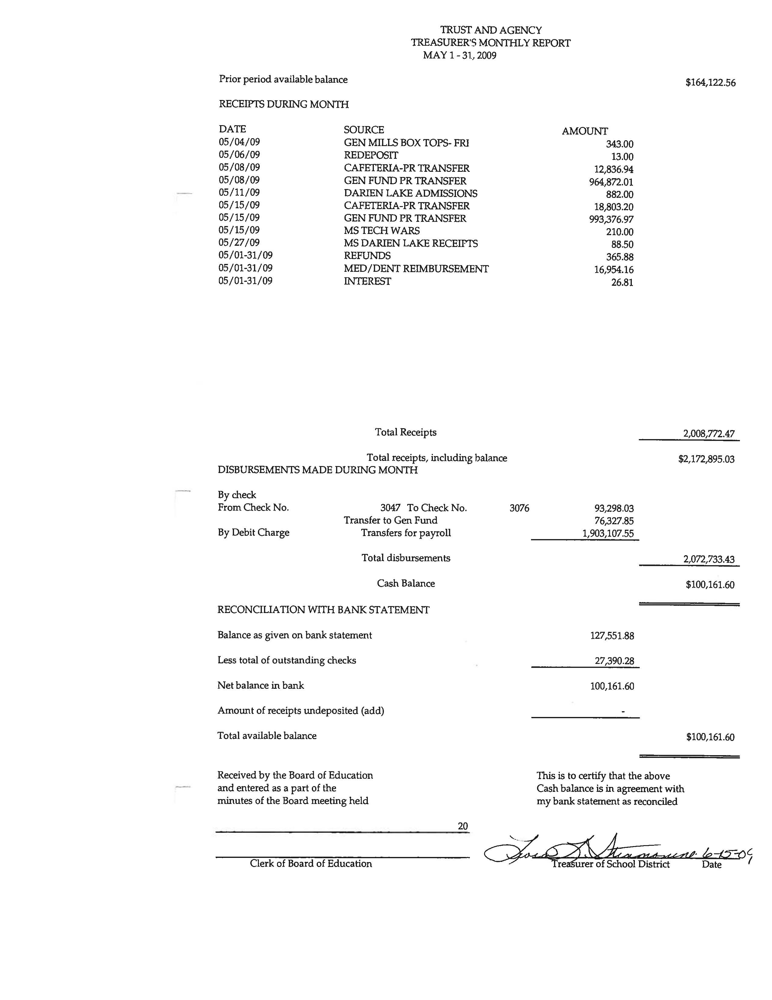 TRUST AND AGENCY
TREASURER'S MONTHLY REPORT
MAY 1 - 31, 2009
Prior period available balance $164,122.56
RECEIPTS DURING MONTH
DATE SOURCE AMOUNT
05/04/09 GEN MILLS BOX TOPS- FRI 343.00
05/06/09 REDEPOSIT 13.00
05/08/09 CAFETERIA-PR TRANSFER 12,836.94
05/08/09 GEN FUND PR TRANSFER 964,872.01
05/11/09 DARIEN LAKE ADMISSIONS 882.00
05/15/09 CAFETERIA-PR TRANSFER 18,803.20
05/15/09 GEN FUND PR TRANSFER 993,376.97
05/15/09 MS TECH WARS 210.00
05/27/09 MS DARIEN LAKE RECEIPTS 88.50
05/01-31/09 REFUNDS 365.88
05/01-31/09 MED/DENT REIMBURSEMENT 16,954.16
05/01-31/09 INTEREST 26.81
Total Receipts 2,008,772.47
Total receipts, including balance $2,172,895.03
DISBURSEMENTS MADE DURING MONTH
By check
From Check No. 3047 To Check No. 3076 93,298.03
Transfer to Gen Fund 76,327.85
By Debit Charge Transfers for payroll 1,903,107.55
Total disbursements 2,072,733.43
Cash Balance $100,161.60
RECONCILIATION WITH BANK STATEMENT
Balance as given on bank statement 127,551.88
Less total of outstanding checks 27,390.28
Net balance in bank 100,161.60
Amount of receipts undeposited (add) -
Total available balance $100,161.60
Received by the Board of Education This is to certify that the above
and entered as a part of the Cash balance is in agreement with
minutes of the Board meeting held my bank statement as reconciled
20
6-15-09
Clerk of Board of Education Treasurer of School District Date